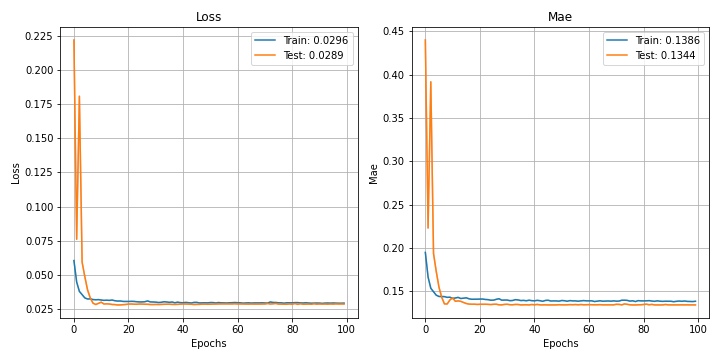 Loss
Train: 0.0296
Test: 0.0289
0.225
0.200
0.175
0.150
0.125
0.100
0.075
0.050
0.025
Loss
0 20 40 60 80 100
Epochs
Mae
Train: 0.1386
Test: 0.1344
0.45
0.40
0.35
0.30
0.25
0.20
0.15
Mae
0 20 40 60 80 100
Epochs